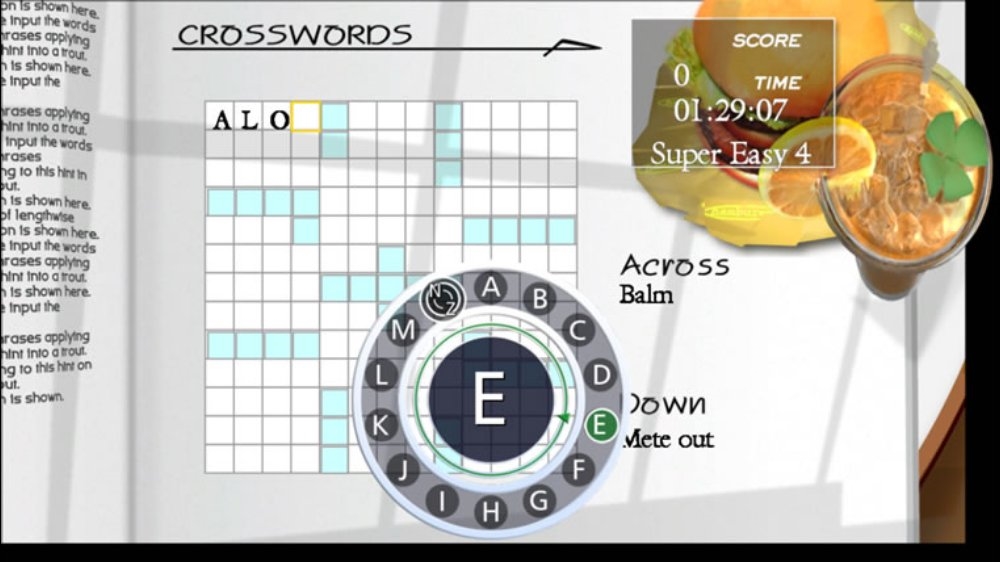 on is shown here.
e input the words
rases applying
hint into a trout.
n is shown here.
e input the
rases applying
hint into a trout.
input the words
rases
ng to this hint in
out.
is shown here.
of lengthwise
on is shown here.
e input the words
rases applying
hint into a trout.
n is shown here.
e input the
rases applying
hint into a trout.
ng to this hint on
out.
n is shown.
CROSSWORDS
A L O
SCORE
0
TIME
01:29:07
Super Easy 4
Across
Balm
Down
Mete out
N Z
A
B
C
D
E
F
G
H
I
J
K
L
M
E